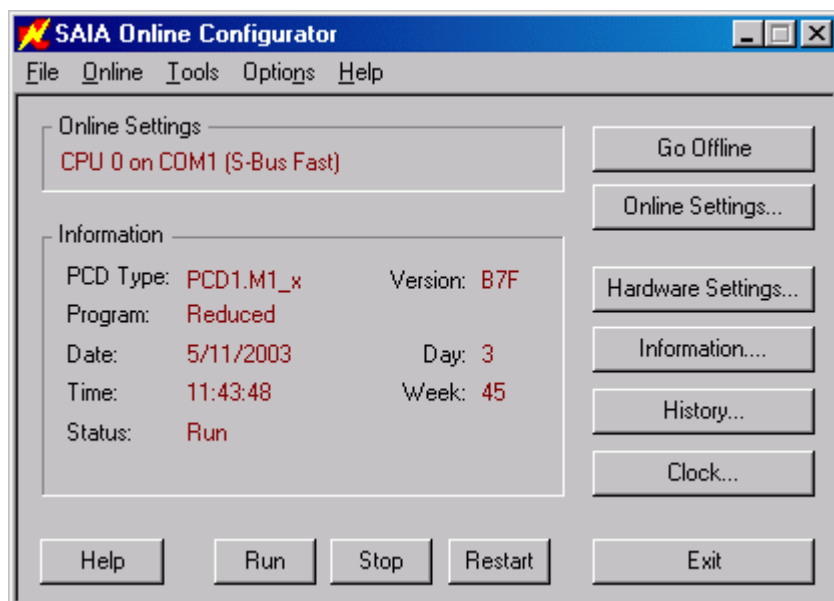 SAIA Online Configurator
File Online Tools Options Help
Online Settings
CPU 0 on COM1 (S-Bus Fast)
Go Offline
Online Settings...
Information
PCD Type: PCD1.M1_x Version: B7F
Program: Reduced
Date: 5/11/2003 Day: 3
Time: 11:43:48 Week: 45
Status: Run
Hardware Settings...
Information....
History...
Clock...
Help Run Stop Restart Exit